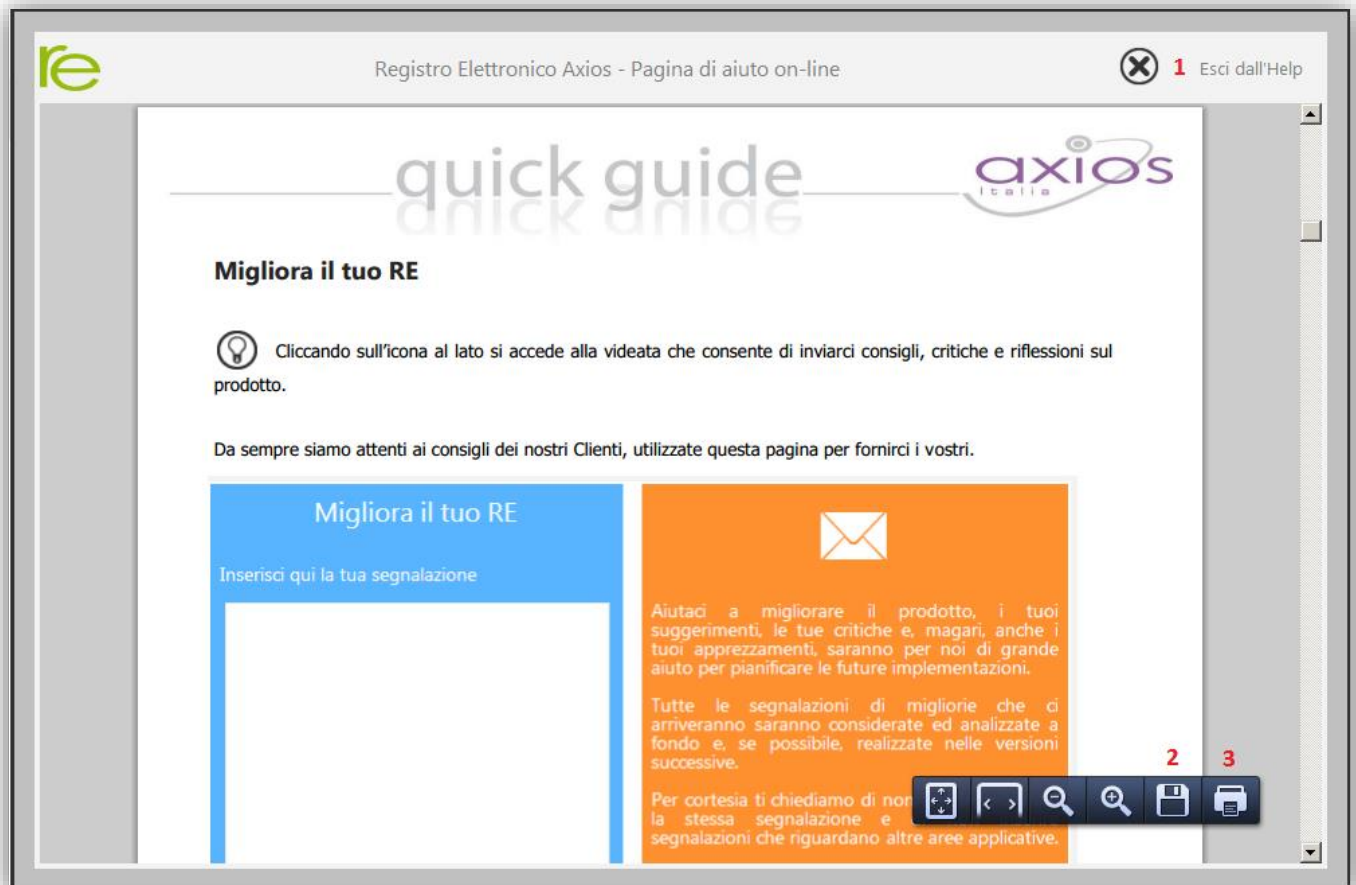 re
Registro Elettronico Axios - Pagina di aiuto on-line
1 Esci dall'Help
quick guide
axios
Italia
Migliora il tuo RE
Cliccando sull'icona al lato si accede alla videata che consente di inviarci consigli, critiche e riflessioni sul
prodotto.
Da sempre siamo attenti ai consigli dei nostri Clienti, utilizzate questa pagina per fornirci i vostri.
Migliora il tuo RE
Inserisci qui la tua segnalazione
Aiutaci a migliorare il prodotto, i tuoi
suggerimenti, le tue critiche e, magari, anche i
tuoi apprezzamenti, saranno per noi di grande
aiuto per pianificare le future implementazioni.
Tutte le segnalazioni di migliorie che ci
arriveranno saranno considerate ed analizzate a
fondo e, se possibile, realizzate nelle versioni
successive.
2 3
Per cortesia ti chiediamo di non
la stessa segnalazione e
segnalazioni che riguardano altre aree applicative.